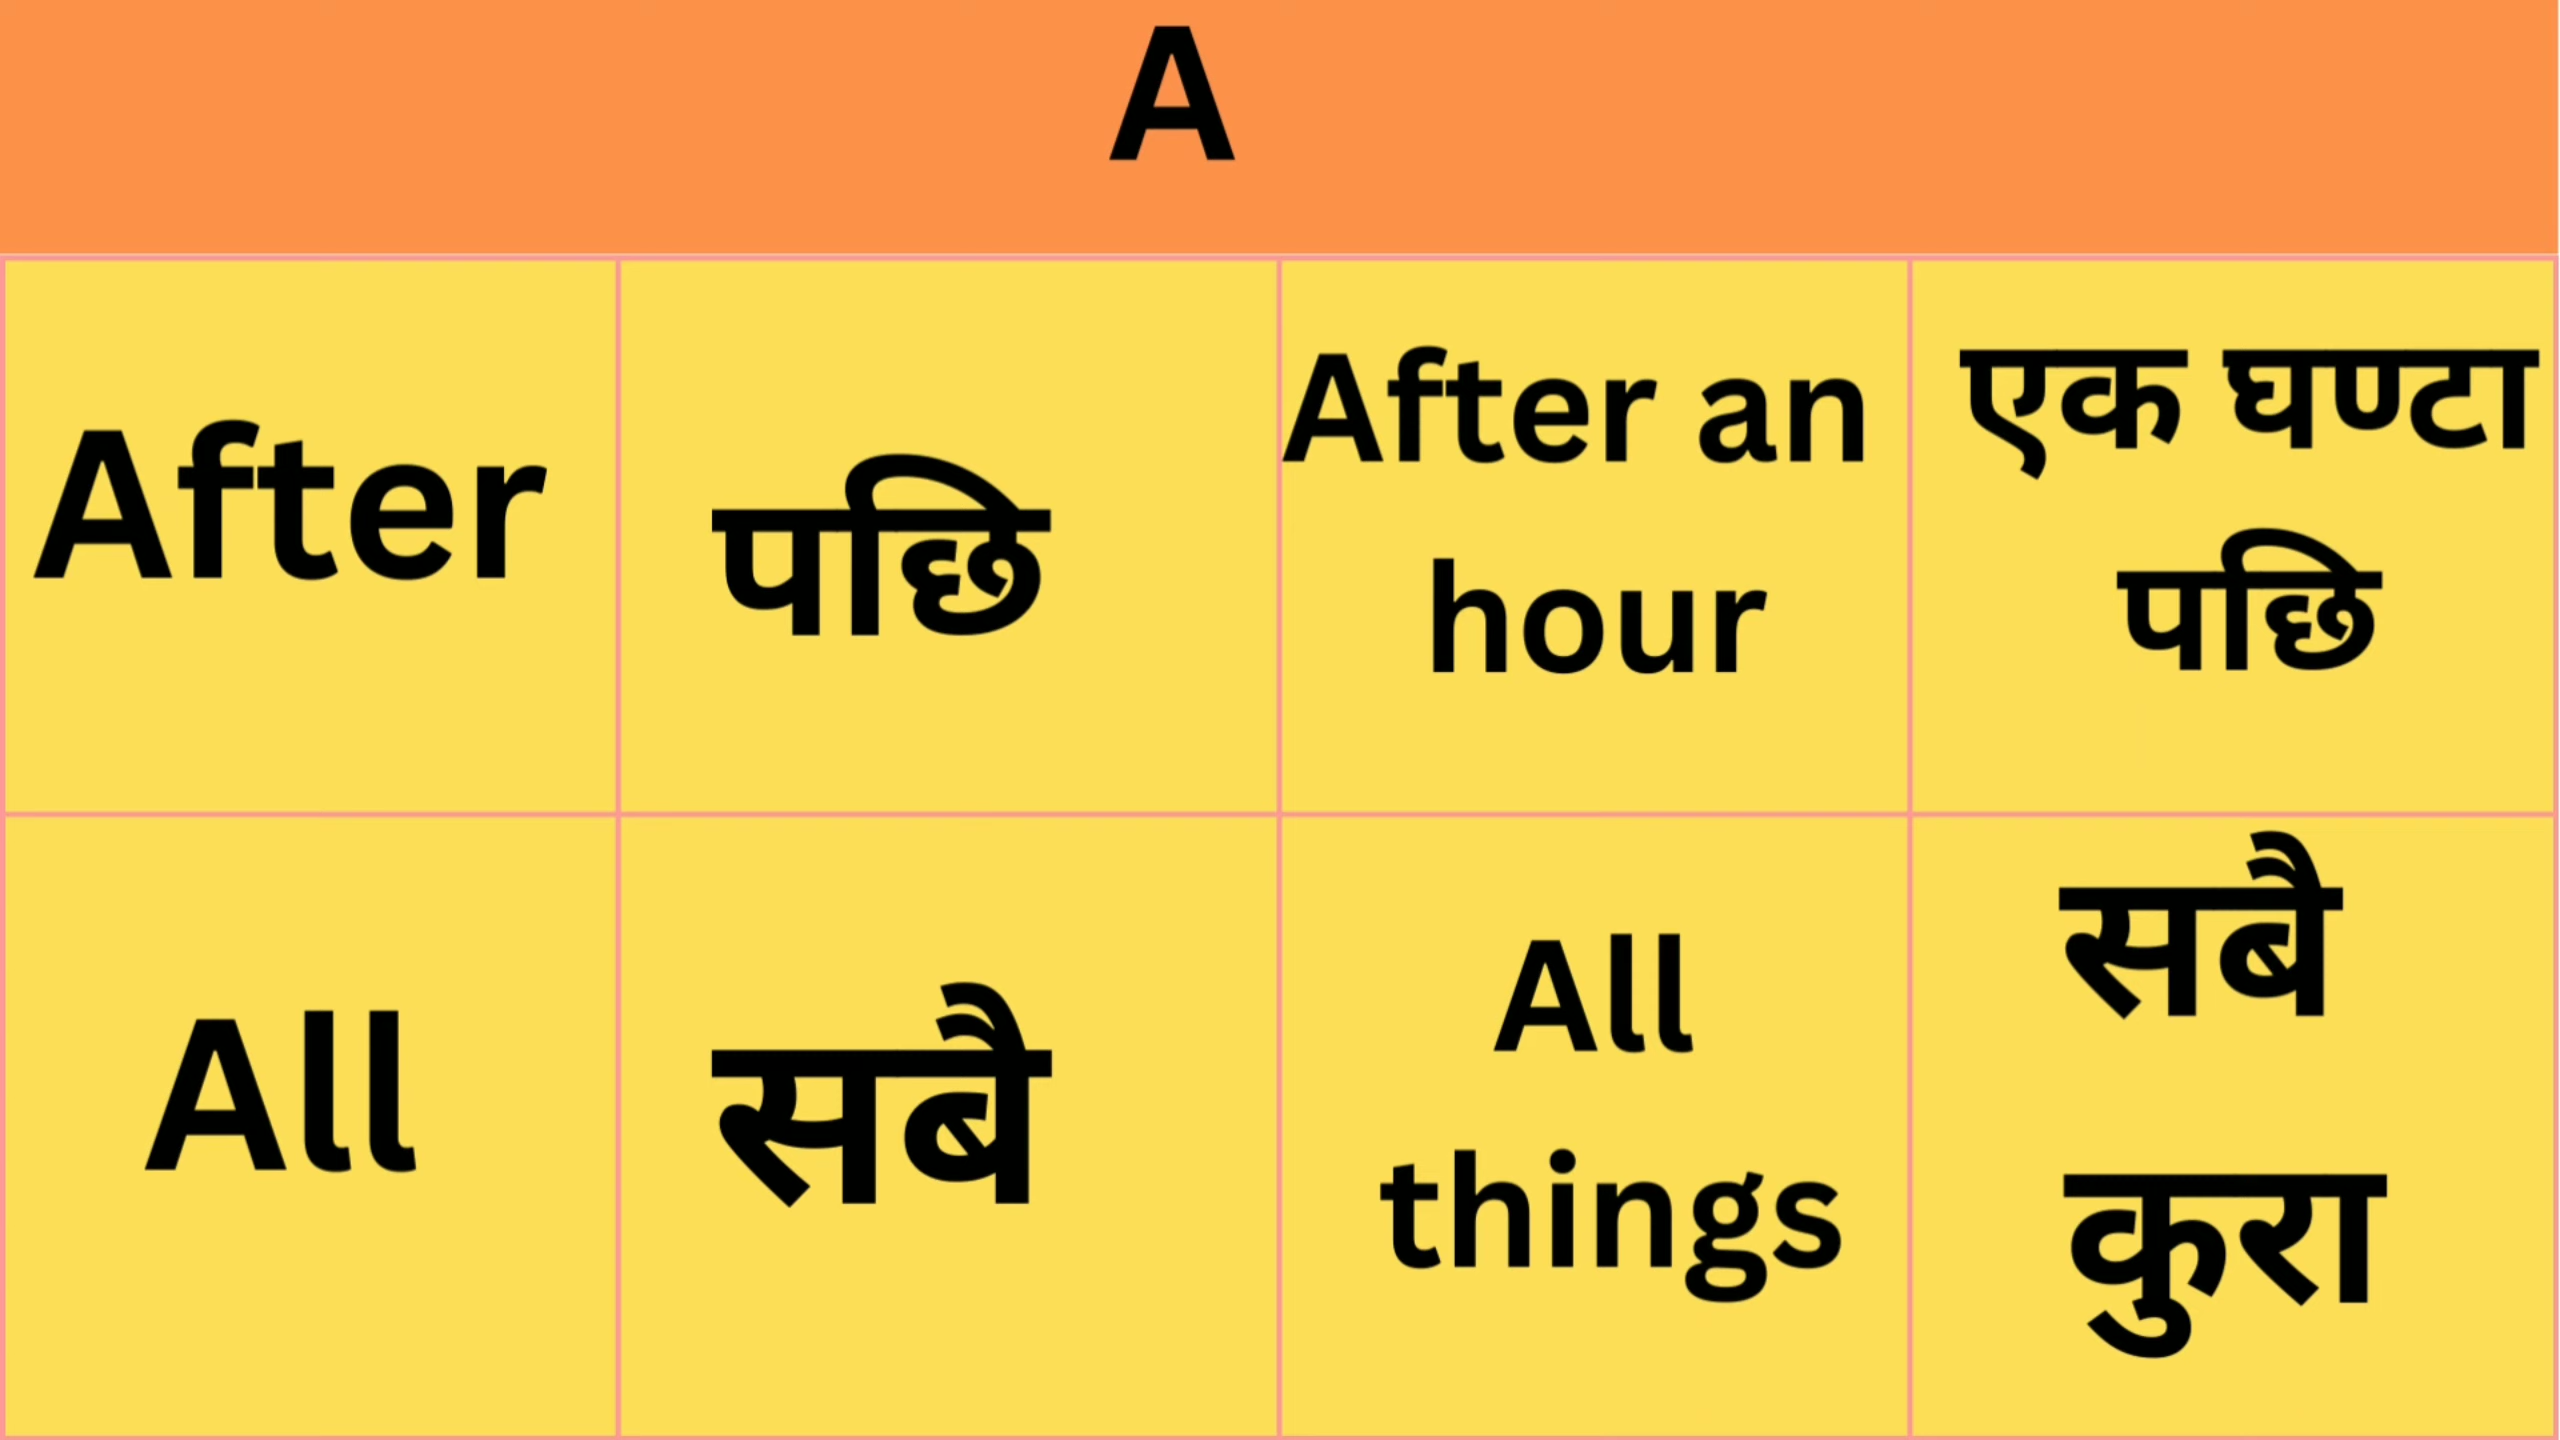 A
After
पछि
After an
hour
एक घण्टा
पछि
All
सबै
All
things
सबै
कुरा